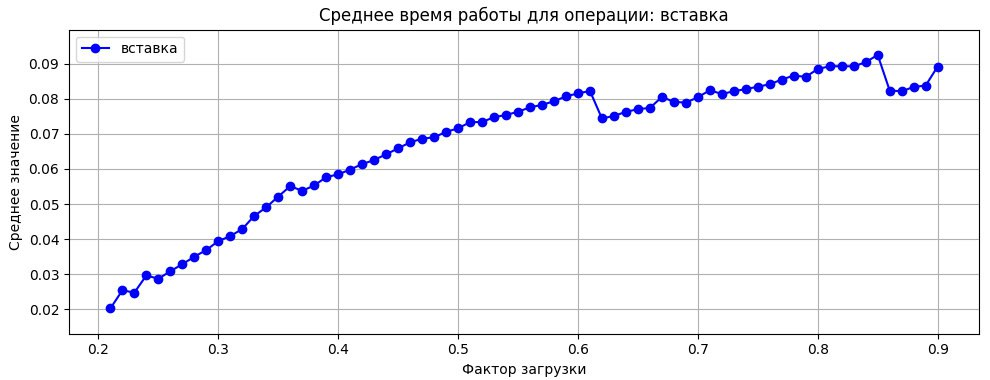 Среднее время работы для операции: вставка
вставка
Среднее значение
0.09
0.08
0.07
0.06
0.05
0.04
0.03
0.02
0.2 0.3 0.4 0.5 0.6 0.7 0.8 0.9
Фактор загрузки